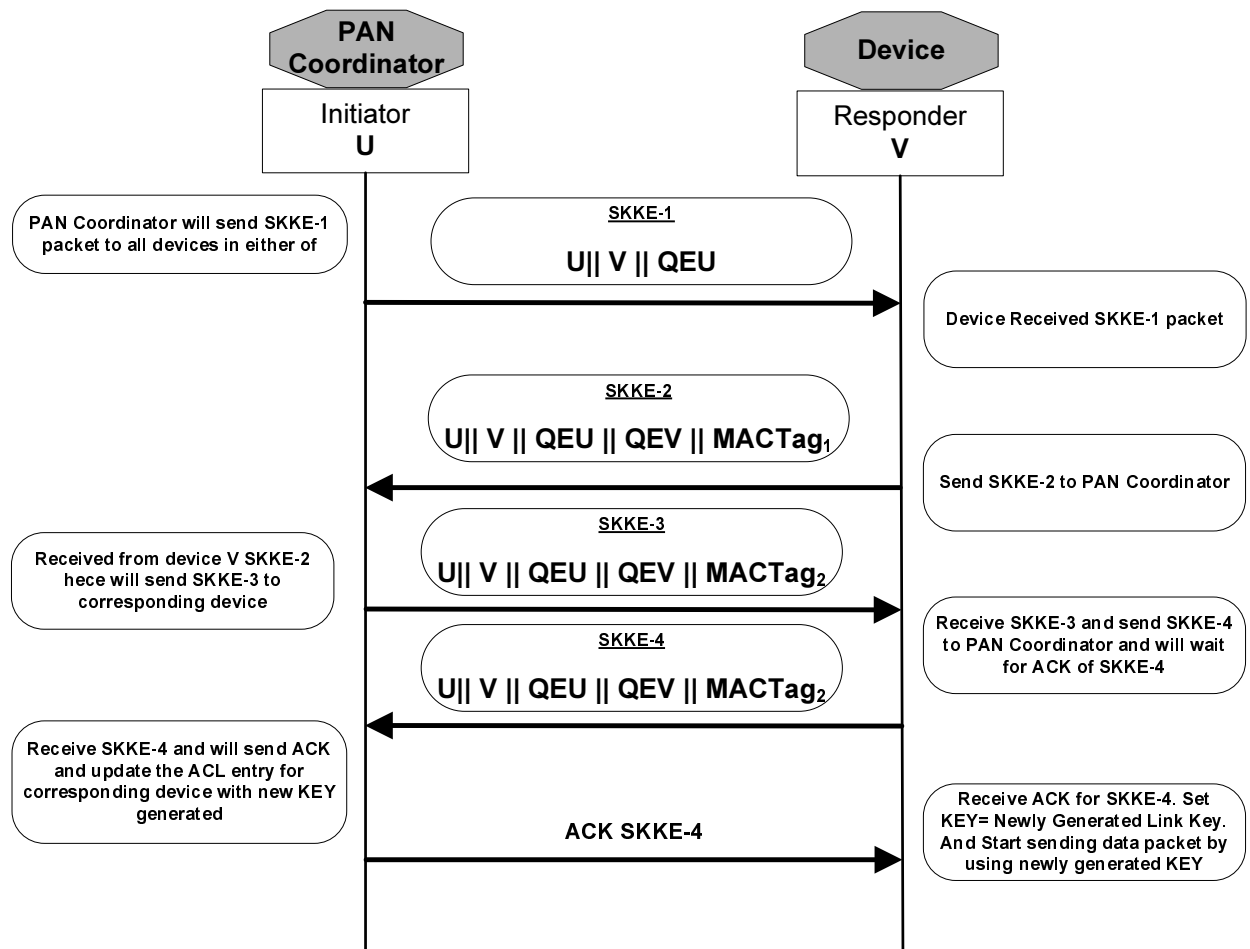 PAN
Coordinator
Device
Initiator
U
Responder
V
PAN Coordinator will send SKKE-1
packet to all devices in either of
SKKE-1
U|| V || QEU
Device Received SKKE-1 packet
SKKE-2
U|| V || QEU || QEV || MACTag₁
Send SKKE-2 to PAN Coordinator
SKKE-3
U|| V || QEU || QEV || MACTag₂
Received from device V SKKE-2
hece will send SKKE-3 to
corresponding device
Receive SKKE-3 and send SKKE-4
to PAN Coordinator and will wait
for ACK of SKKE-4
SKKE-4
U|| V || QEU || QEV || MACTag₂
Receive SKKE-4 and will send ACK
and update the ACL entry for
corresponding device with new KEY
generated
ACK SKKE-4
Receive ACK for SKKE-4. Set
KEY= Newly Generated Link Key.
And Start sending data packet by
using newly generated KEY